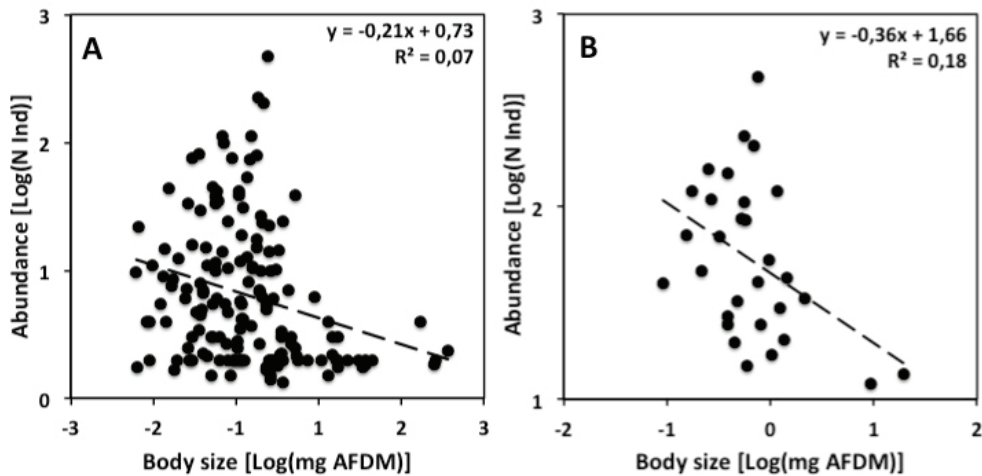 A
y = -0,21x + 0,73
R² = 0,07
Abundance [Log(N Ind)]
3
2
1
0
-3 -2 -1 1 2 3
Body size [Log(mg AFDM)]
B
y = -0,36x + 1,66
R² = 0,18
Abundance [Log(N Ind)]
3
2
1
-2 -1 0 1 2
Body size [Log(mg AFDM)]